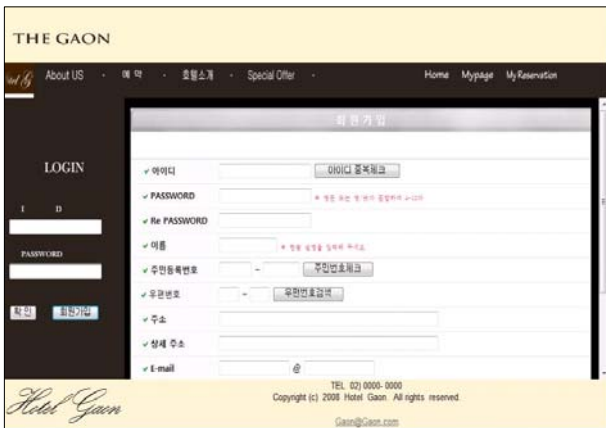 THE GAON
About US · 예 약 · 호텔소개 · Special Offer · Home Mypage My Reservation
회원가입
LOGIN
I D
PASSWORD
확인 회원가입
✔ 아이디 아이디 중복체크
✔ PASSWORD
✔ Re PASSWORD
✔ 이름
✔ 주민등록번호 - 주민번호체크
✔ 우편번호 - 우편번호검색
✔ 주소
✔ 상세 주소
✔ E-mail @
Hotel Gaon
TEL 02) 0000- 0000
Copyright (c) 2008 Hotel Gaon All rights reserved.
Gaon@Gaon.com